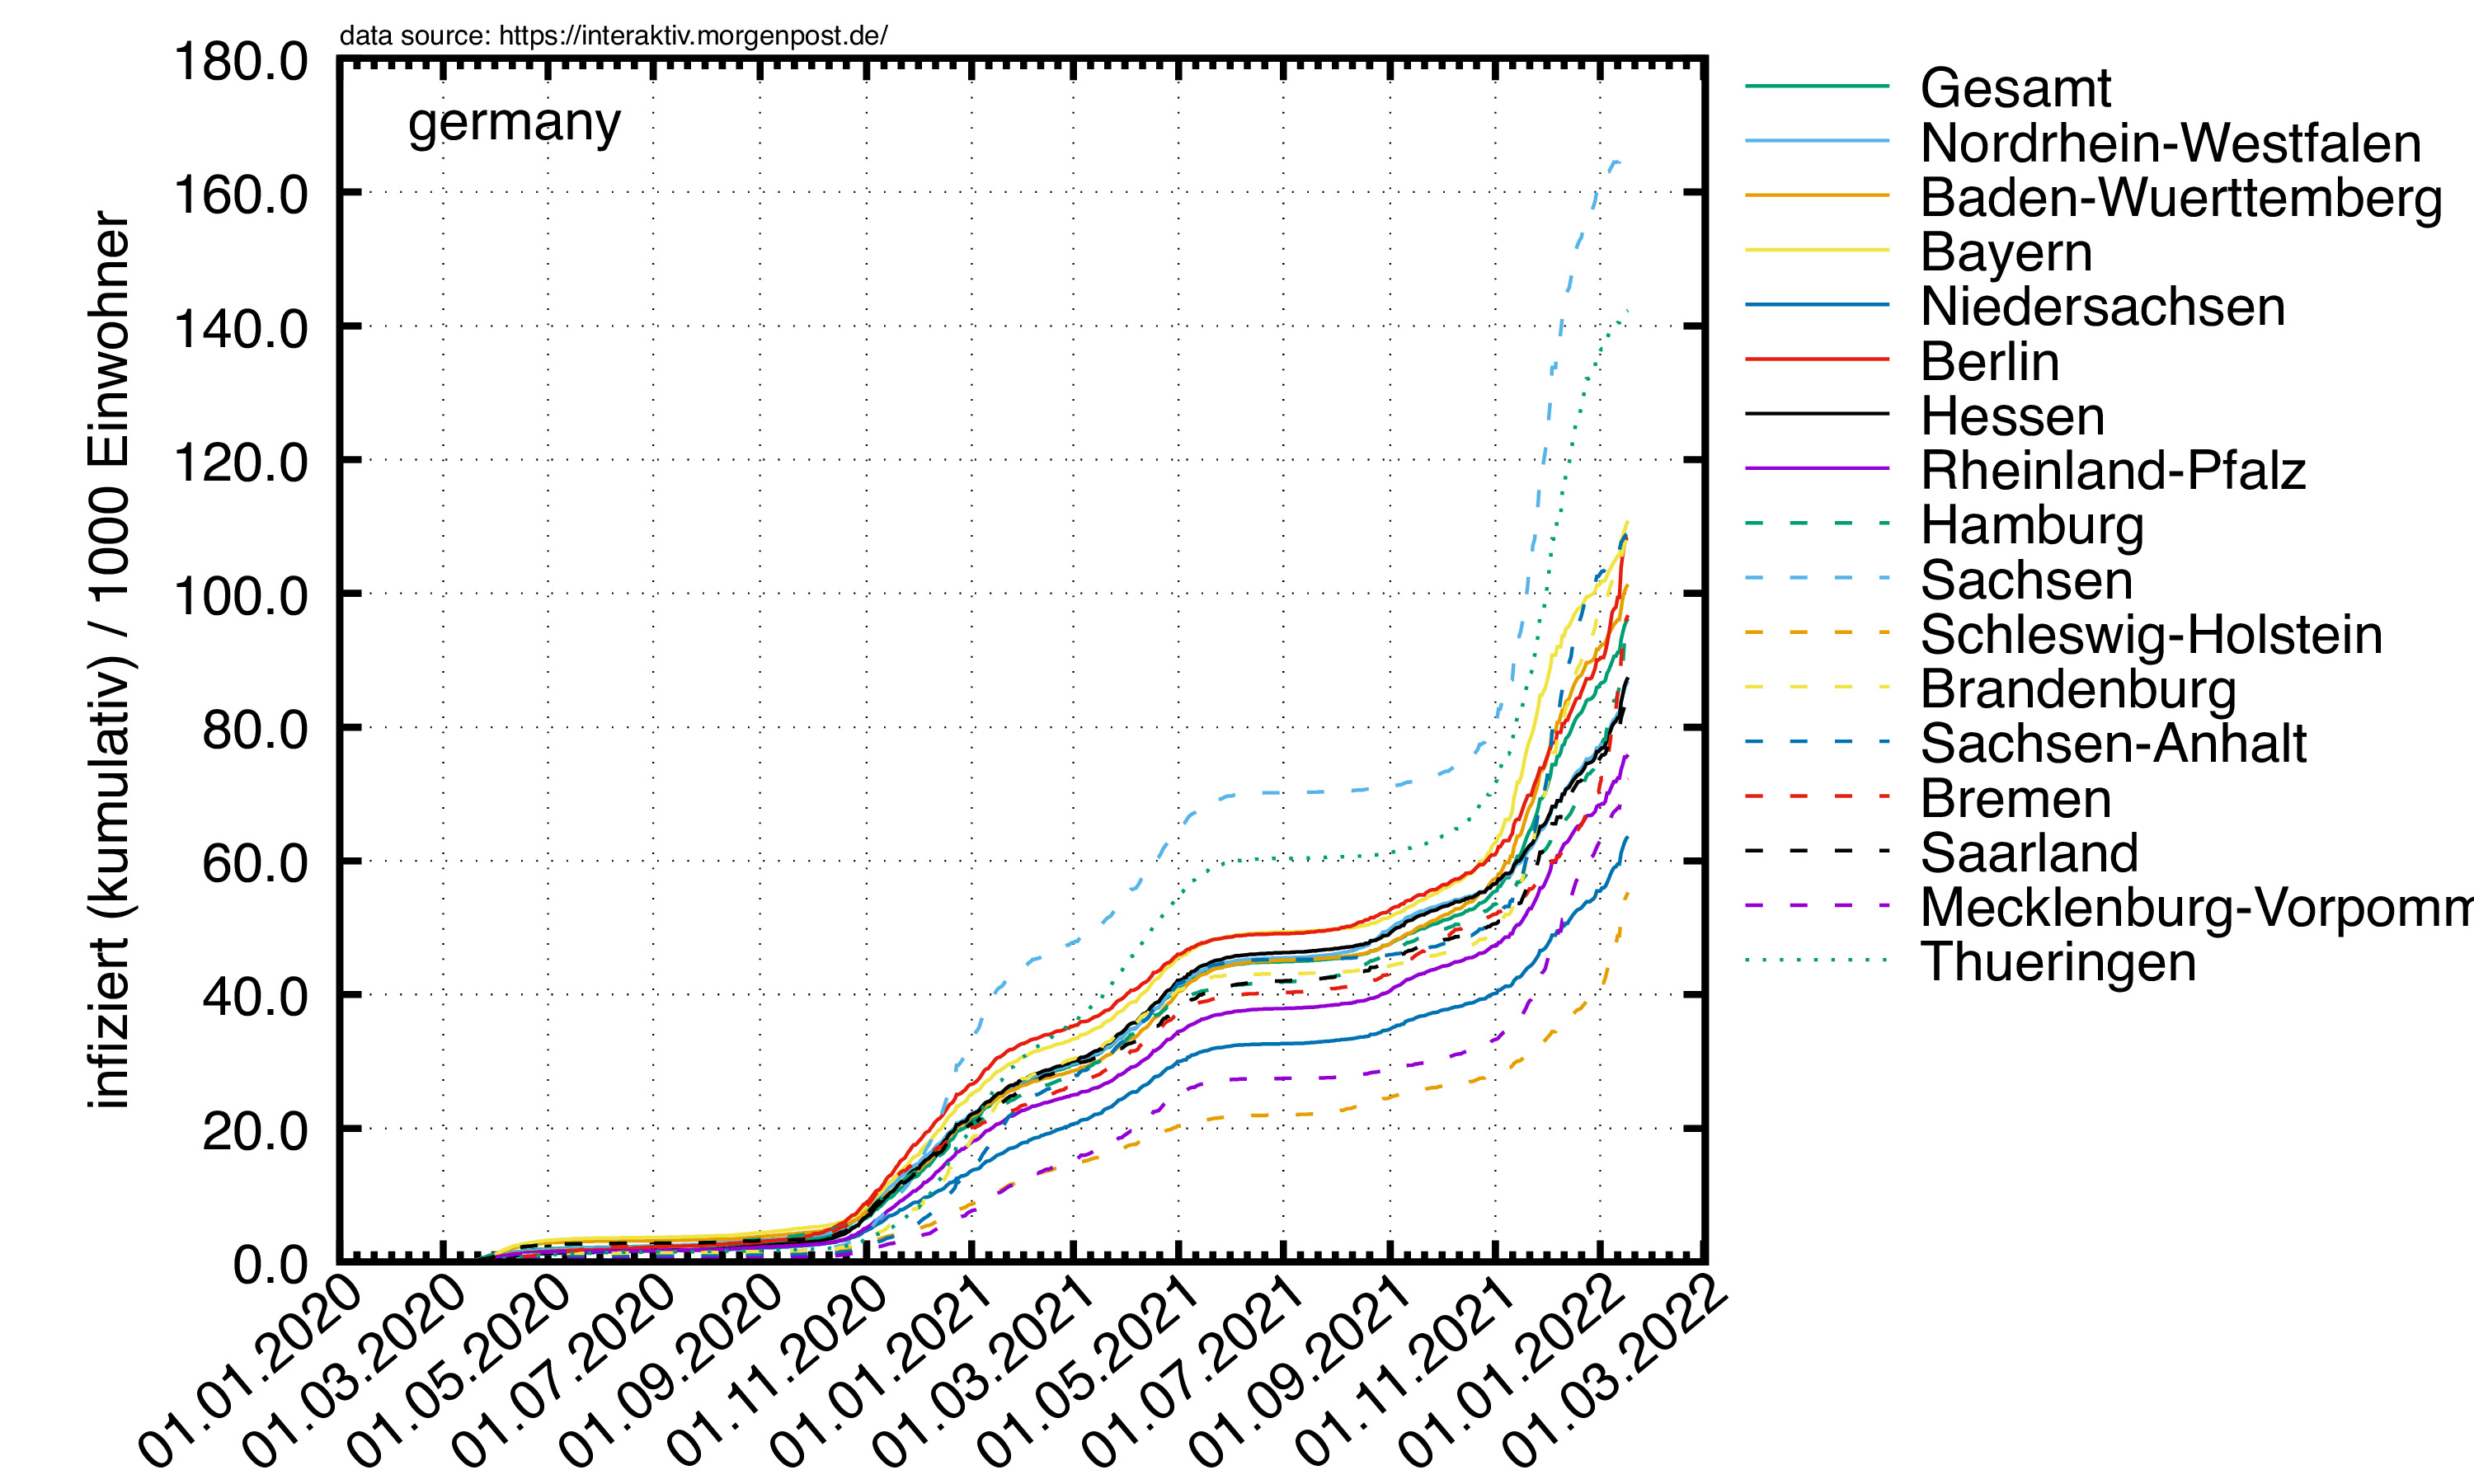 data source: https://interaktiv.morgenpost.de/
germany
infiziert (kumulativ) / 1000 Einwohner
180.0
160.0
140.0
120.0
100.0
80.0
60.0
40.0
20.0
0.0
01.01.2020
01.03.2020
01.05.2020
01.07.2020
01.09.2020
01.11.2020
01.01.2021
01.03.2021
01.05.2021
01.07.2021
01.09.2021
01.11.2021
01.01.2022
01.03.2022
Gesamt
Nordrhein-Westfalen
Baden-Wuerttemberg
Bayern
Niedersachsen
Berlin
Hessen
Rheinland-Pfalz
Hamburg
Sachsen
Schleswig-Holstein
Brandenburg
Sachsen-Anhalt
Bremen
Saarland
Mecklenburg-Vorpomm
Thueringen